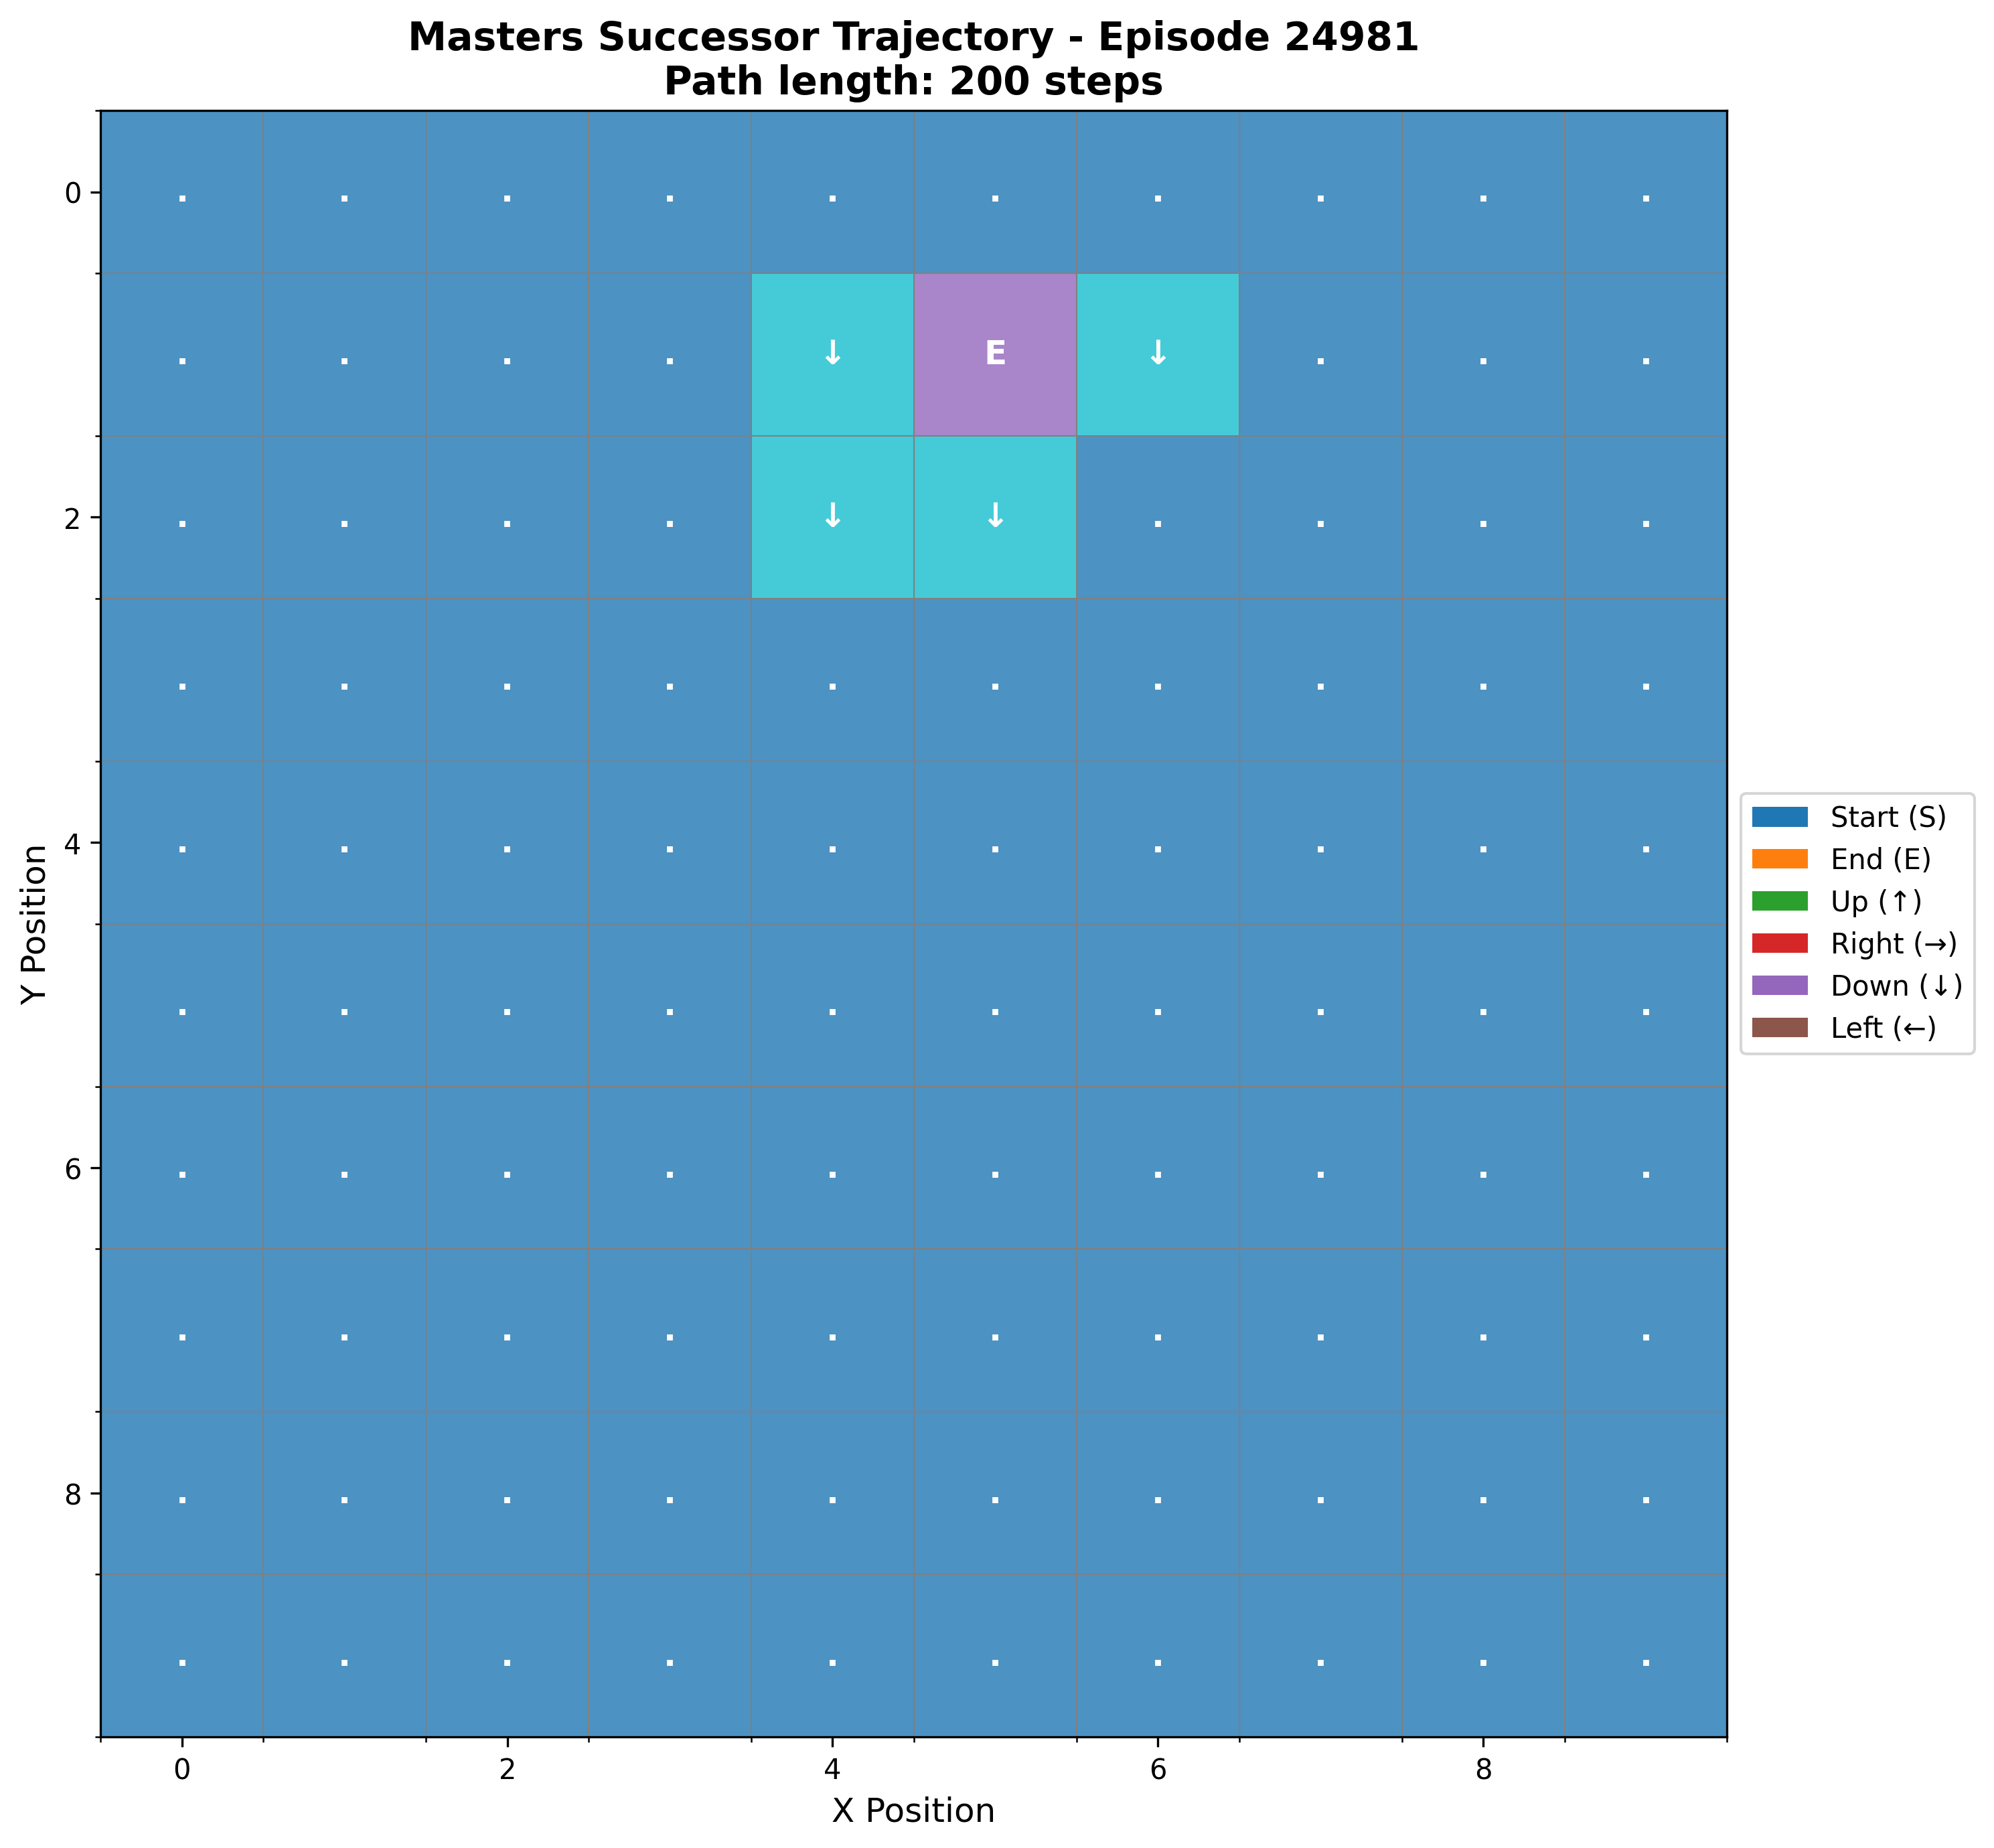 Masters Successor Trajectory - Episode 24981
Path length: 200 steps
0
↓ E ↓
2
↓ ↓
4
6
8
Y Position
0 2 4 6 8
X Position
Start (S)
End (E)
Up (↑)
Right (→)
Down (↓)
Left (←)